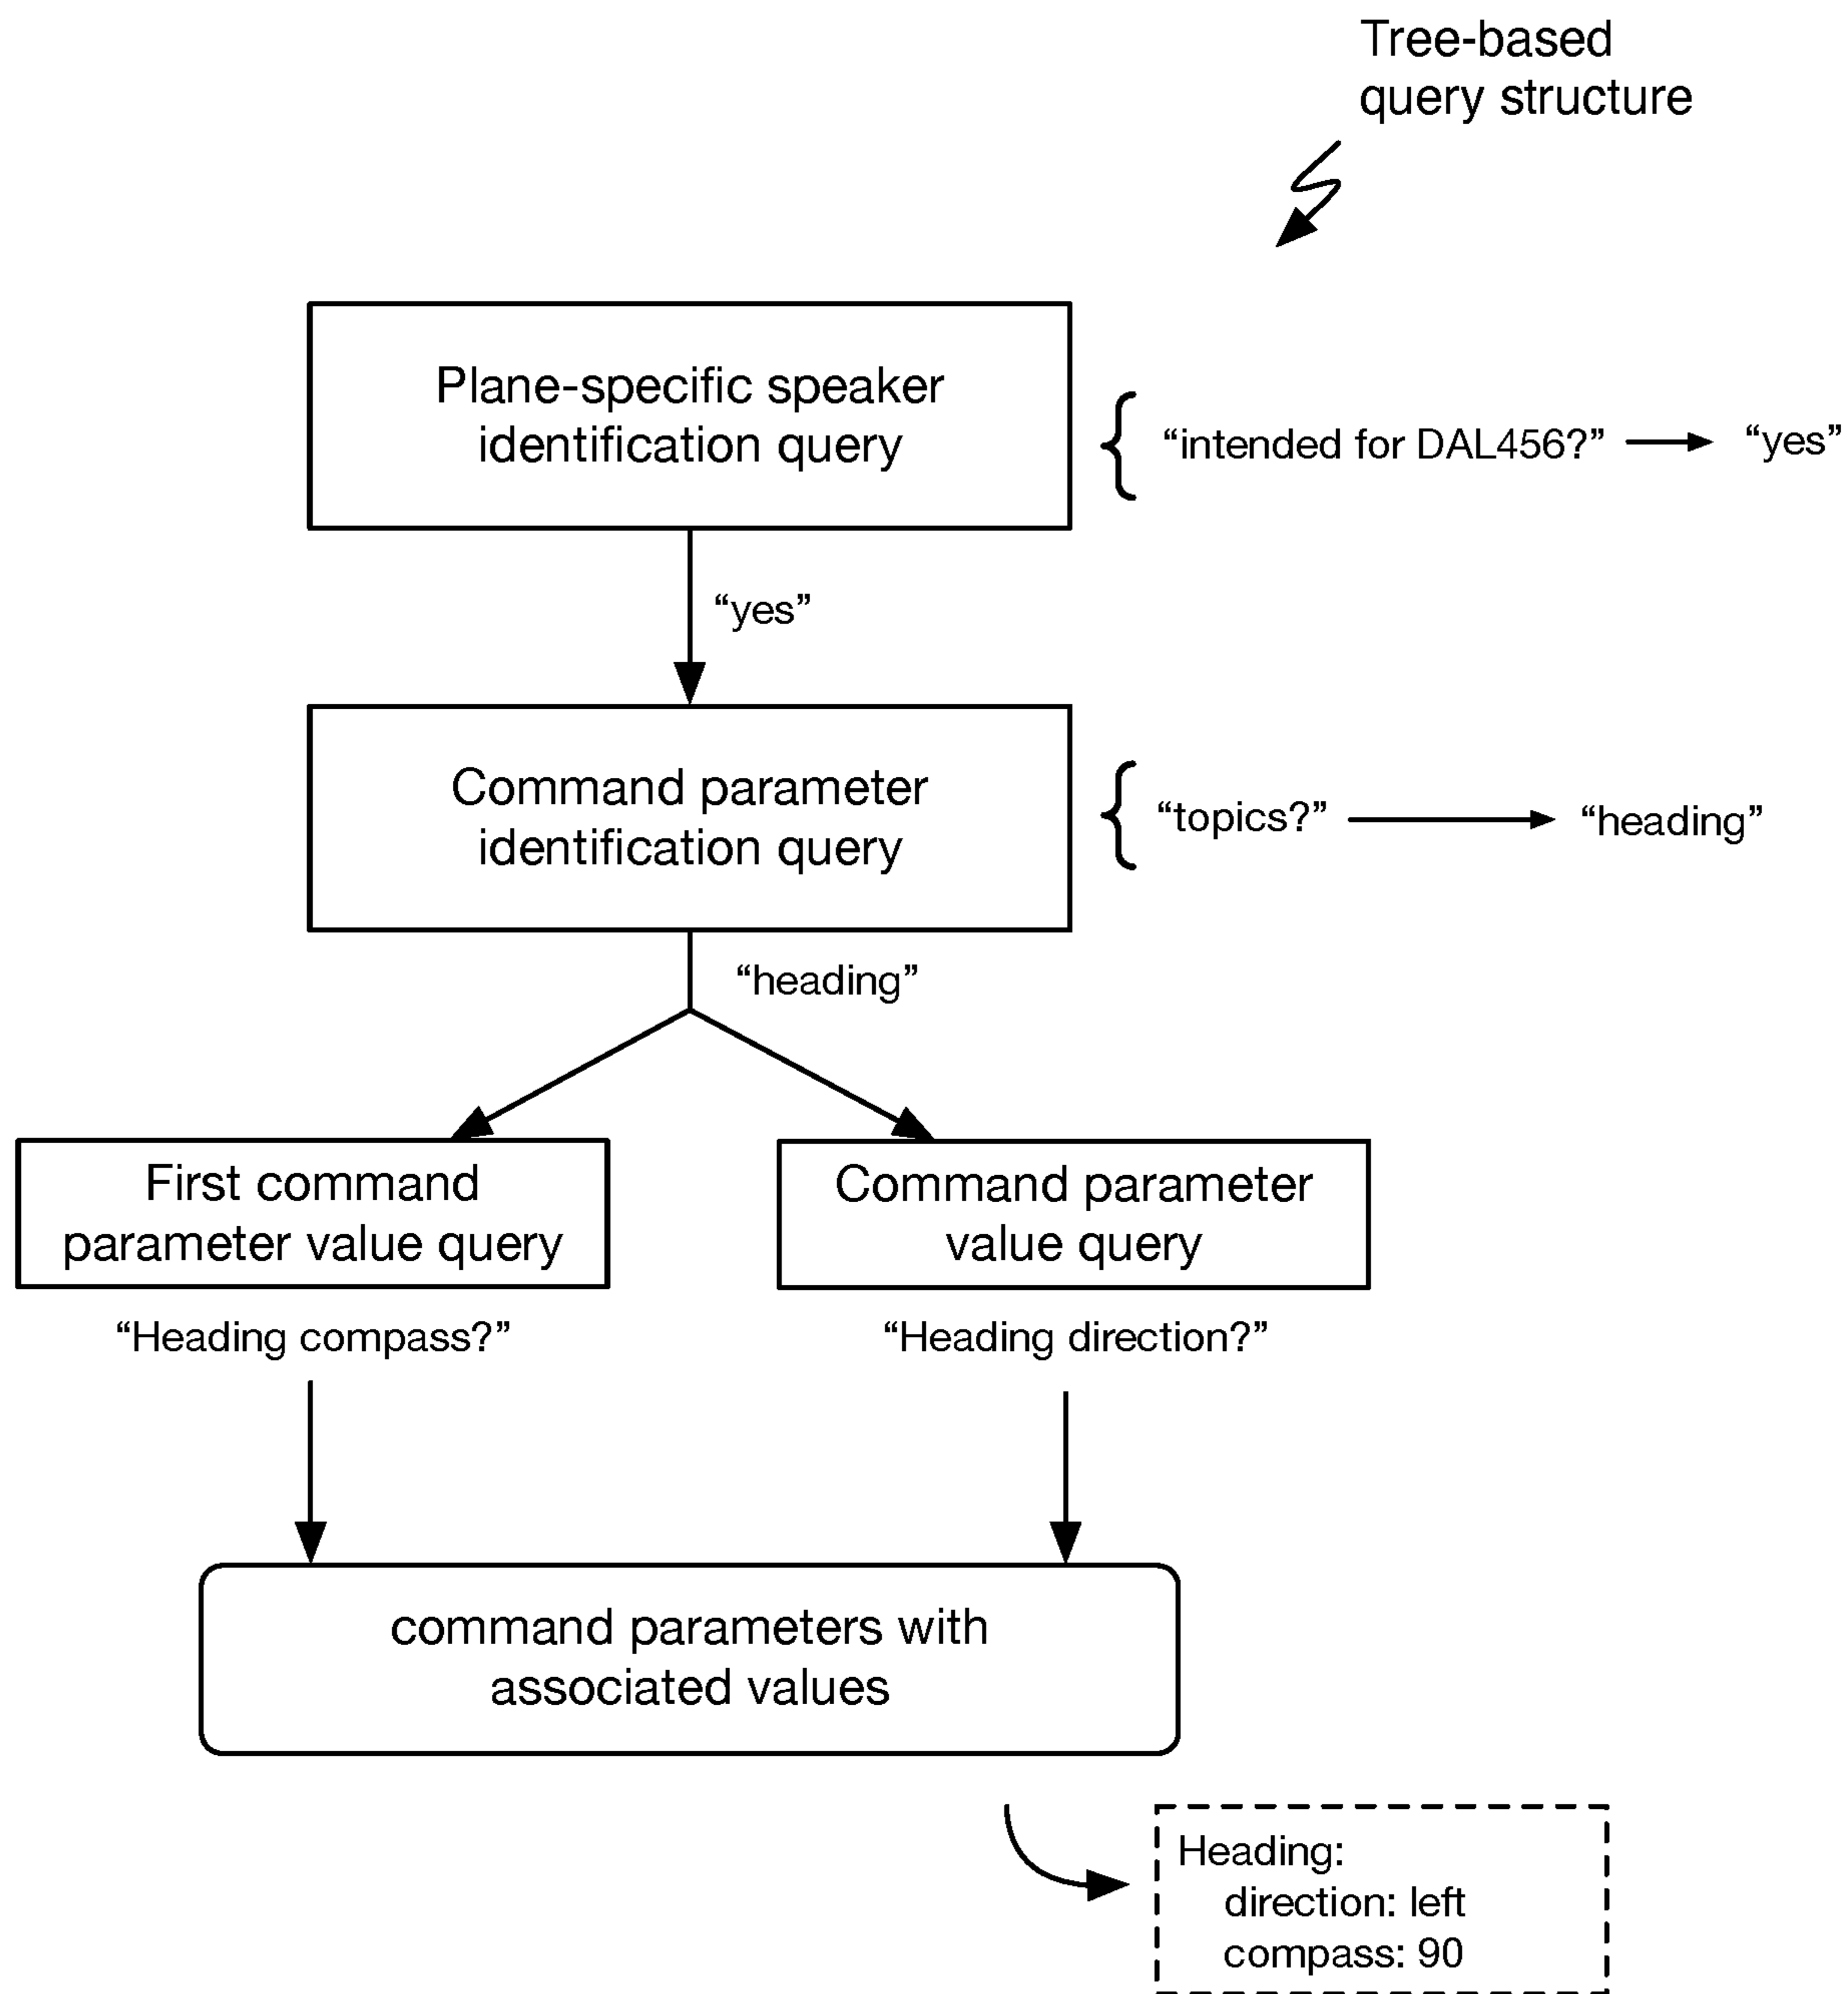 Tree-based
query structure
Plane-specific speaker
identification query
“intended for DAL456?”
“yes”
“yes”
Command parameter
identification query
“topics?”
“heading”
“heading”
First command
parameter value query
Command parameter
value query
“Heading compass?”
“Heading direction?”
command parameters with
associated values
Heading:
direction: left
compass: 90